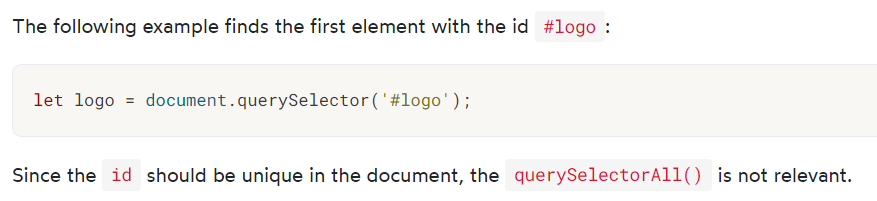 The following example finds the first element with the id #logo :
let logo = document.querySelector('#logo');
Since the id should be unique in the document, the querySelectorAll() is not relevant.